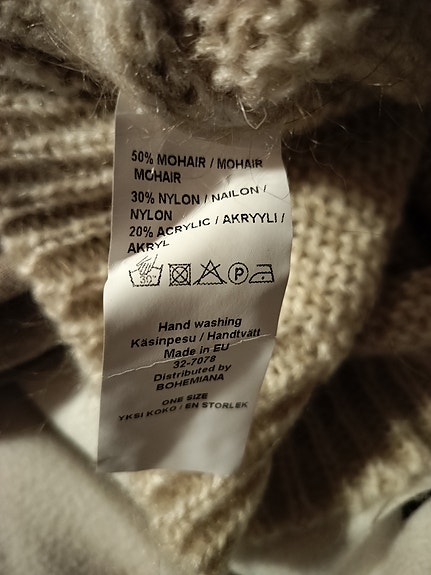 50% MOHAIR / MOHAIR
MOHAIR
30% NYLON / NAILON /
NYLON
20% ACRYLIC / AKRYYLI /
AKRYL
30°
P
Hand washing
Käsinpesu / Handtvätt
Made in EU
32-7078
Distributed by
BOHEMIANA
ONE SIZE
YKSI KOKO / EN STORLEK